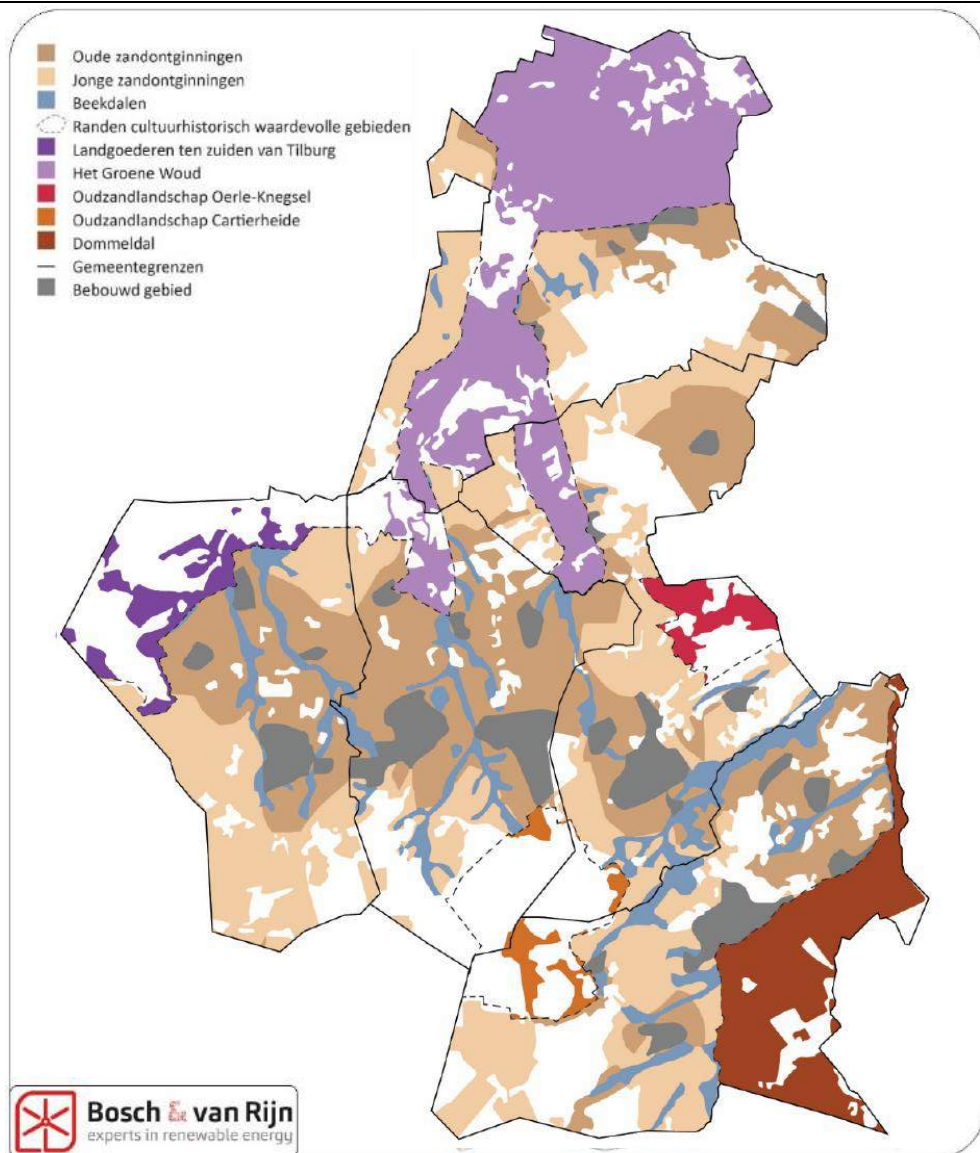 Oude zandontginningen
Jonge zandontginningen
Beekdalen
Randen cultuurhistorisch waardevolle gebieden
Landgoederen ten zuiden van Tilburg
Het Groene Woud
Oudzandlandschap Oerle-Knegsel
Oudzandlandschap Cartierheide
Dommeldal
Gemeentegrenzen
Bebouwd gebied
Bosch & van Rijn
experts in renewable energy